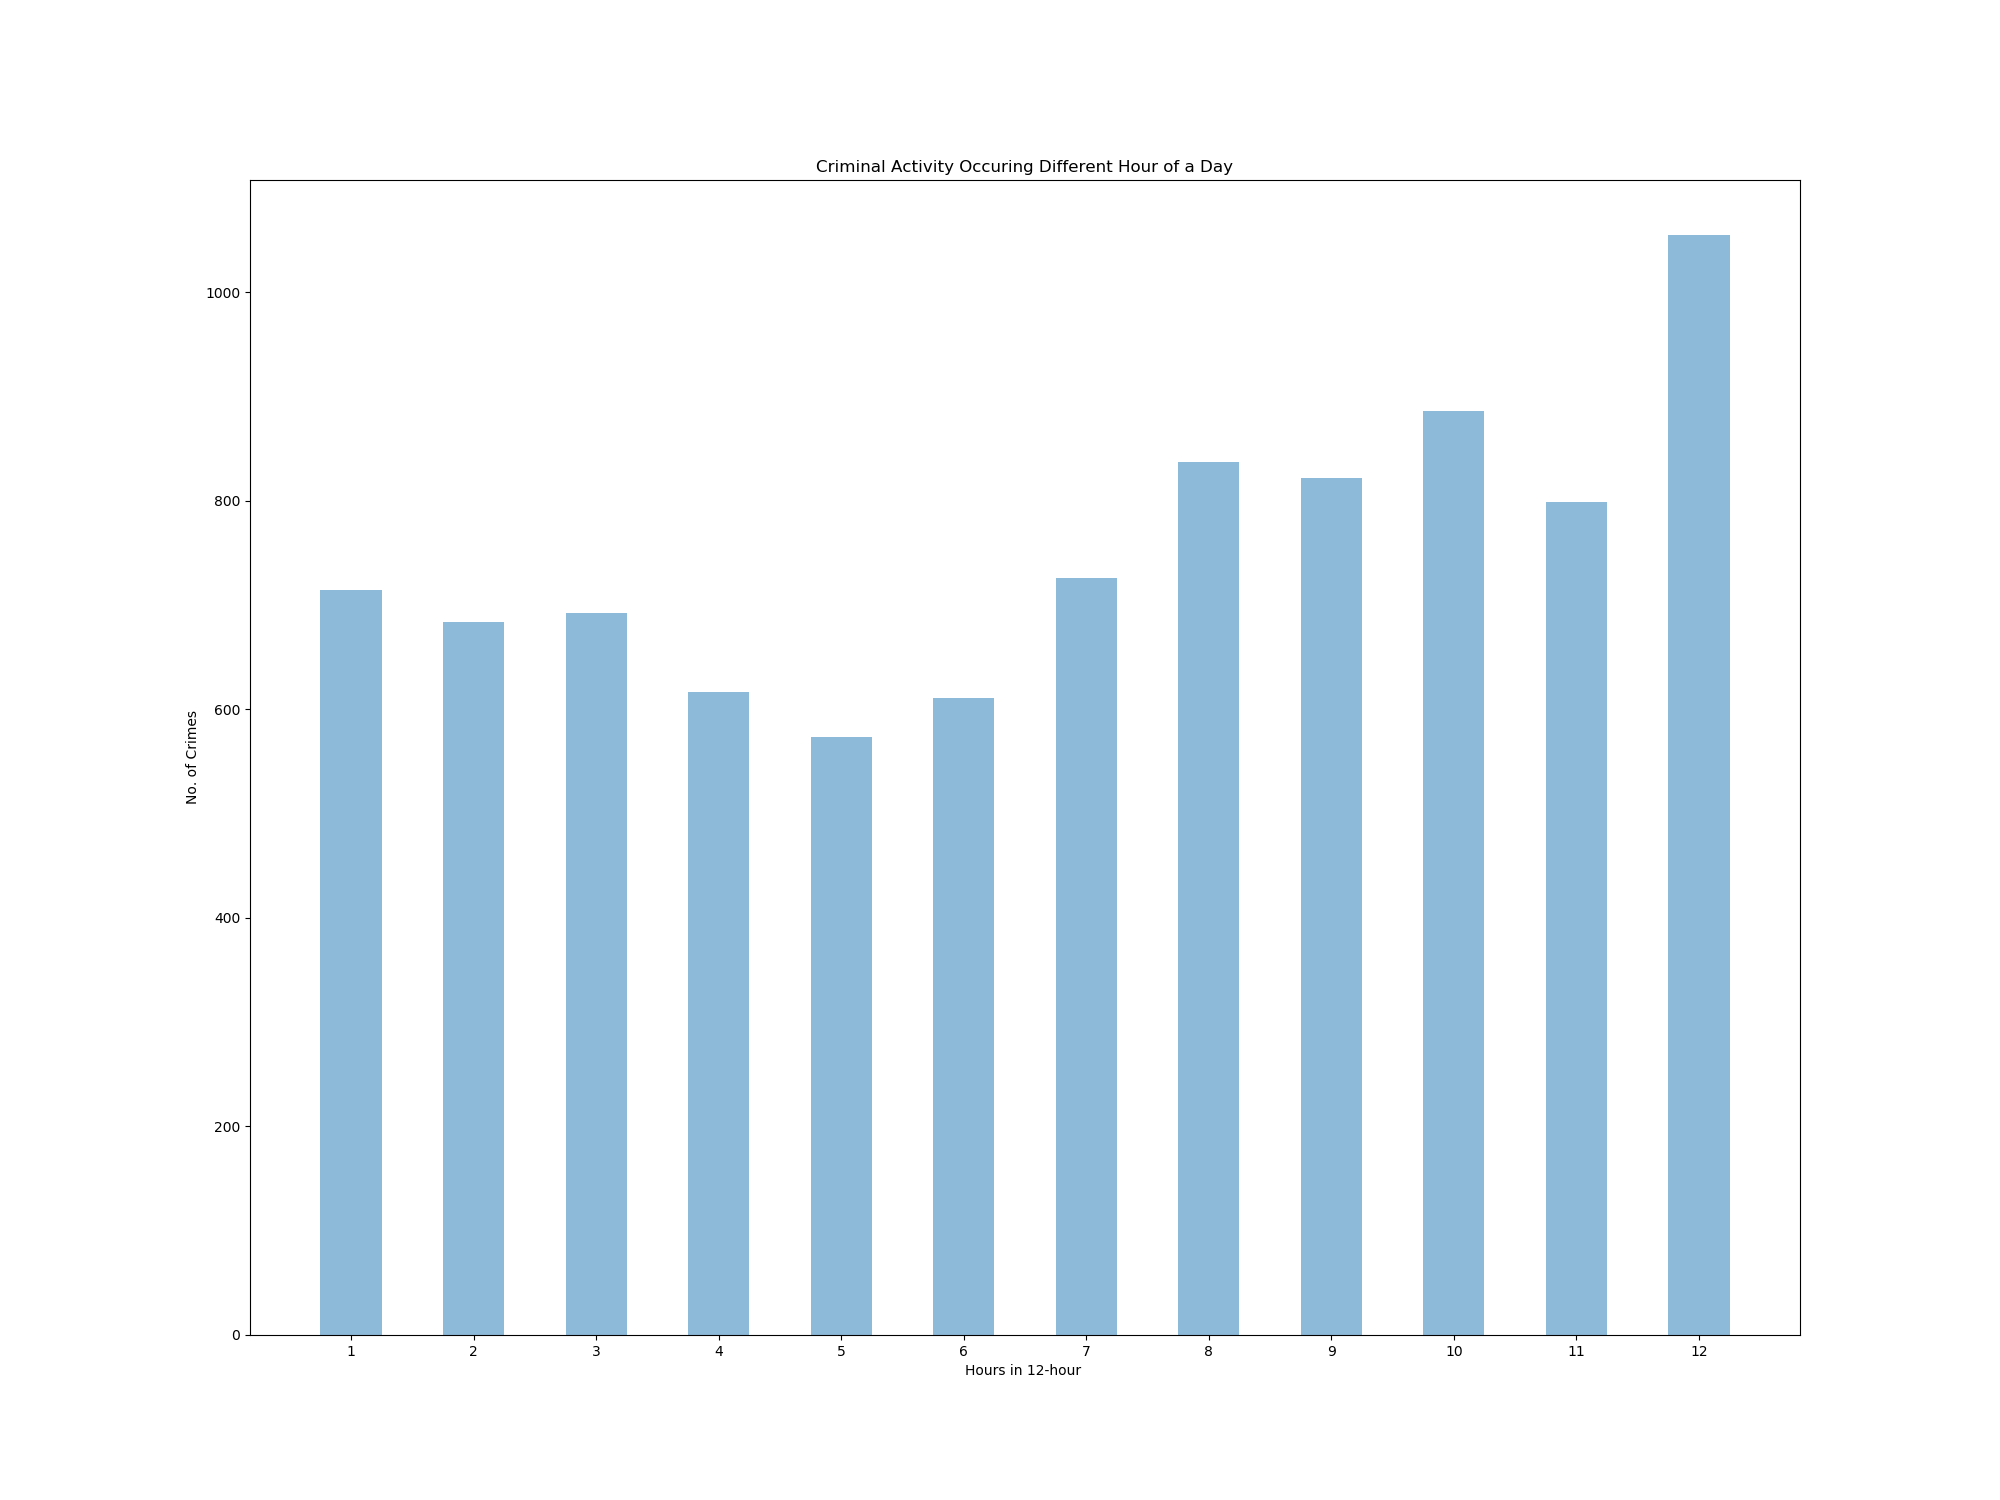 Criminal Activity Occuring Different Hour of a Day
1000
800
600
400
200
0
No. of Crimes
1 2 3 4 5 6 7 8 9 10 11 12
Hours in 12-hour